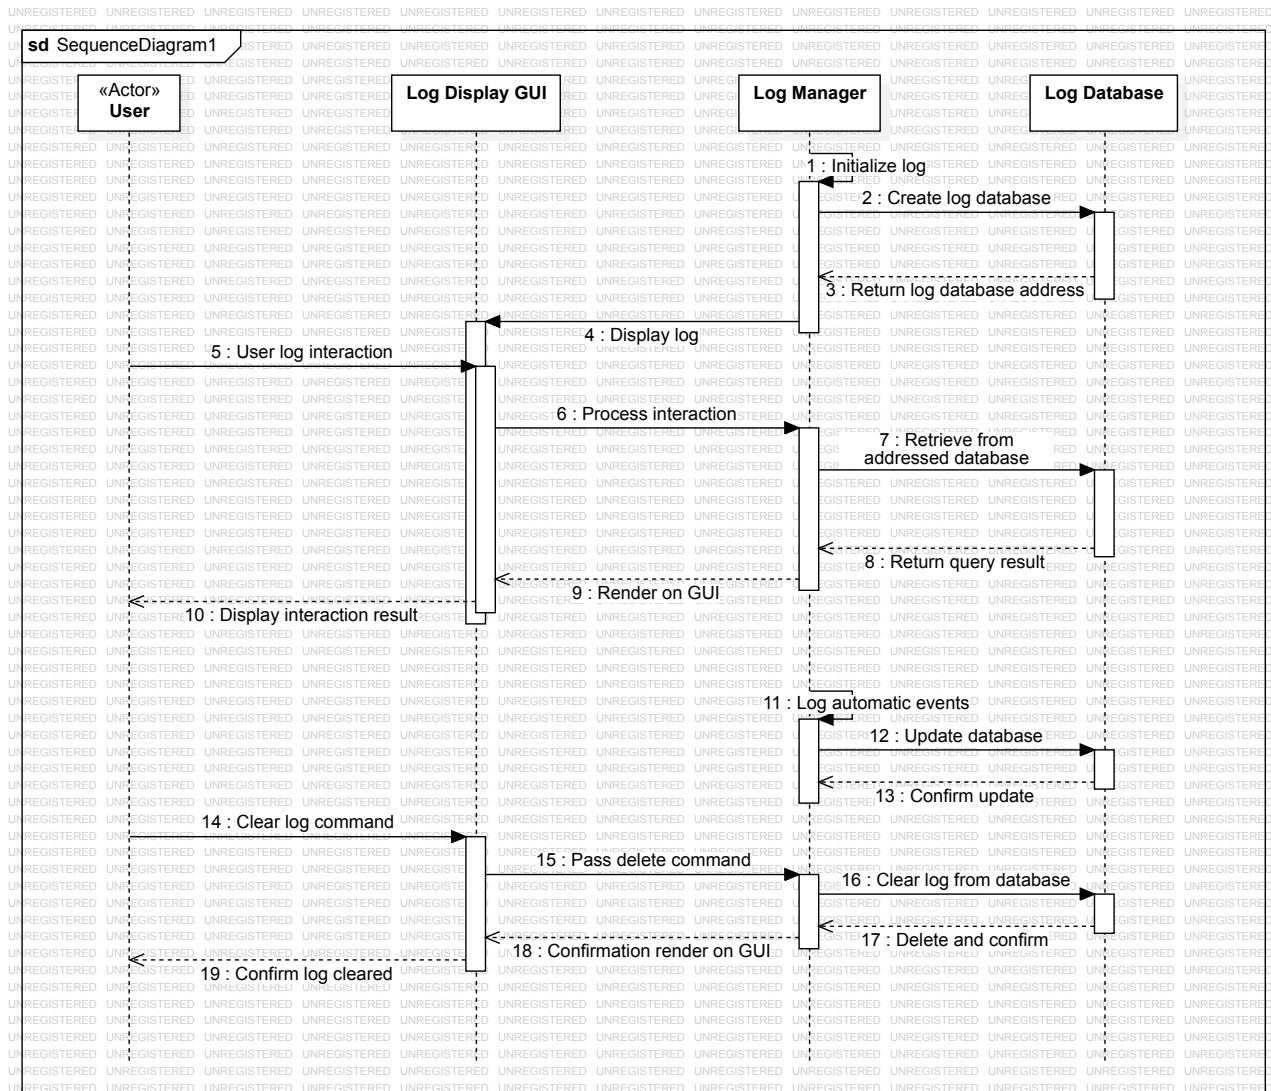 sd SequenceDiagram1
«Actor»
User
Log Display GUI
Log Manager
Log Database
1 : Initialize log
2 : Create log database
3 : Return log database address
4 : Display log
5 : User log interaction
6 : Process interaction
7 : Retrieve from
addressed database
8 : Return query result
9 : Render on GUI
10 : Display interaction result
11 : Log automatic events
12 : Update database
13 : Confirm update
14 : Clear log command
15 : Pass delete command
16 : Clear log from database
17 : Delete and confirm
18 : Confirmation render on GUI
19 : Confirm log cleared
UNREGISTERED